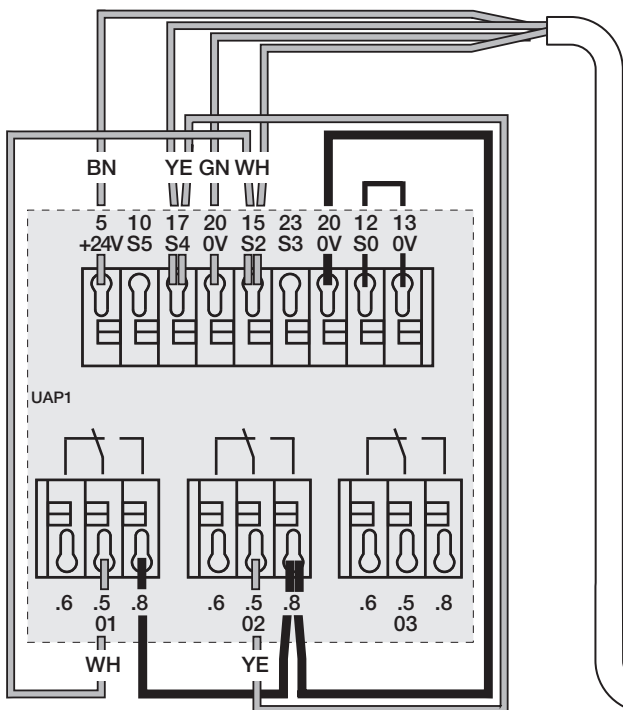 BN YE GN WH
5 10 17 20 15 23 20 12 13
+24V S5 S4 0V S2 S3 0V S0 0V
UAP1
.6 .5 .8 .6 .5 .8 .6 .5 .8
01 02 03
WH YE